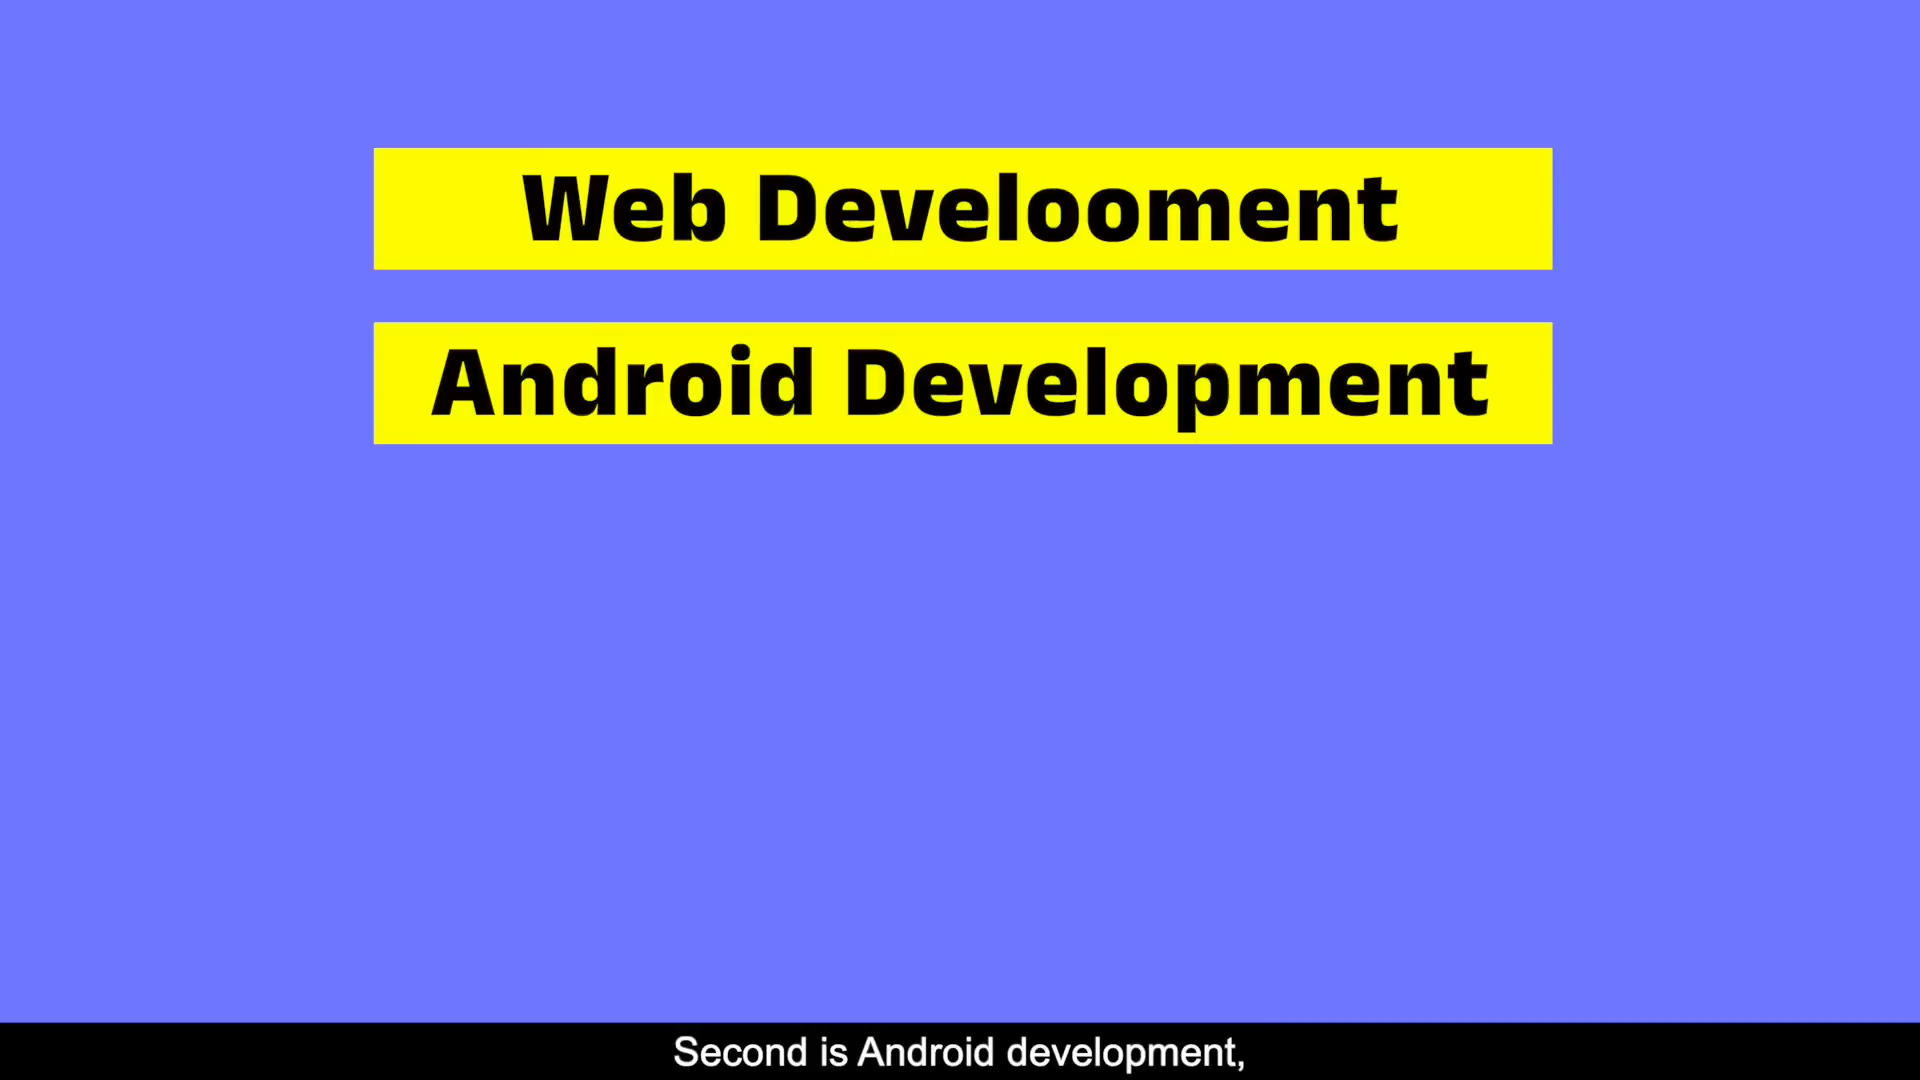 Web Develooment
Android Development
Second is Android development,